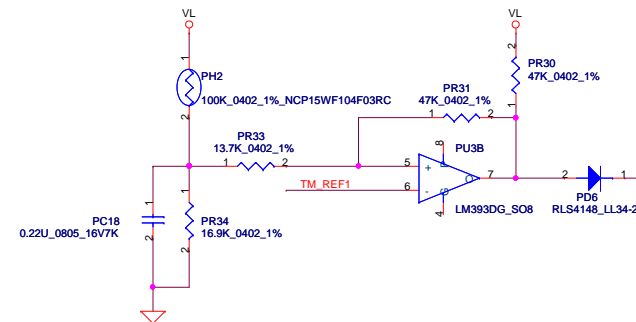 VL
VL
1
PH2
100K_0402_1%_NCP15WF104F03RC
2
2
PR30
47K_0402_1%
1
PR31
47K_0402_1%
1
2
PR33
13.7K_0402_1%
1
2
8
PU3B
5
+
P
O
7
6
-
G
4
LM393DG_SO8
TM_REF1
2
1
PD6
RLS4148_LL34-2
1
PC18
0.22U_0805_16V7K
2
1
PR34
16.9K_0402_1%
2